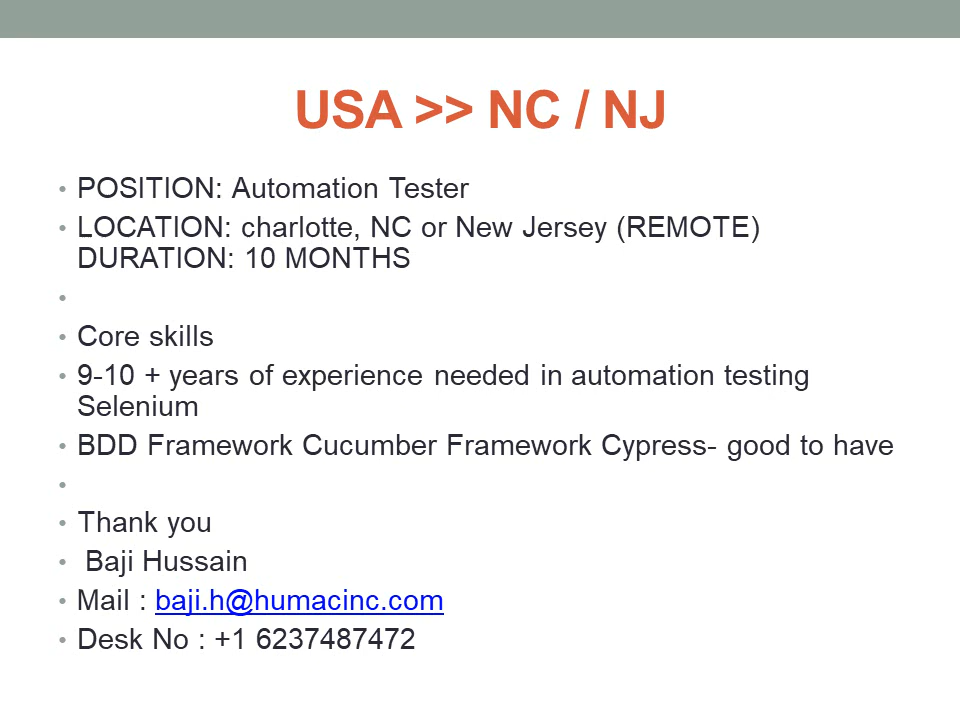 USA >> NC / NJ
POSITION: Automation Tester
LOCATION: charlotte, NC or New Jersey (REMOTE)
DURATION: 10 MONTHS
Core skills
9-10 + years of experience needed in automation testing
Selenium
BDD Framework Cucumber Framework Cypress- good to have
Thank you
Baji Hussain
Mail : baji.h@humacinc.com
Desk No : +1 6237487472